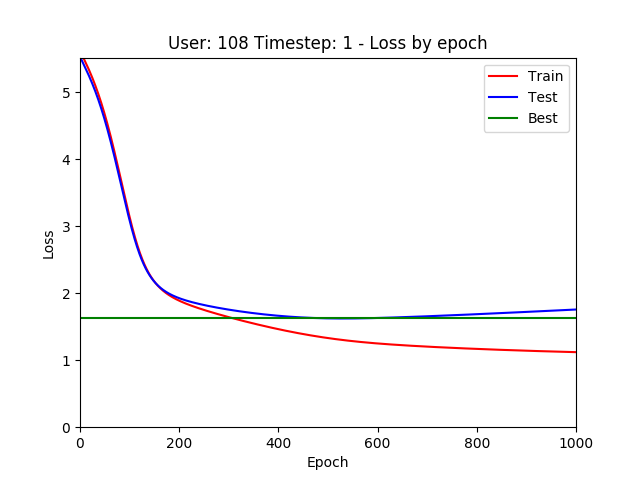 User: 108 Timestep: 1 - Loss by epoch
Train
Test
Best
Loss
5
4
3
2
1
0
0 200 400 600 800 1000
Epoch